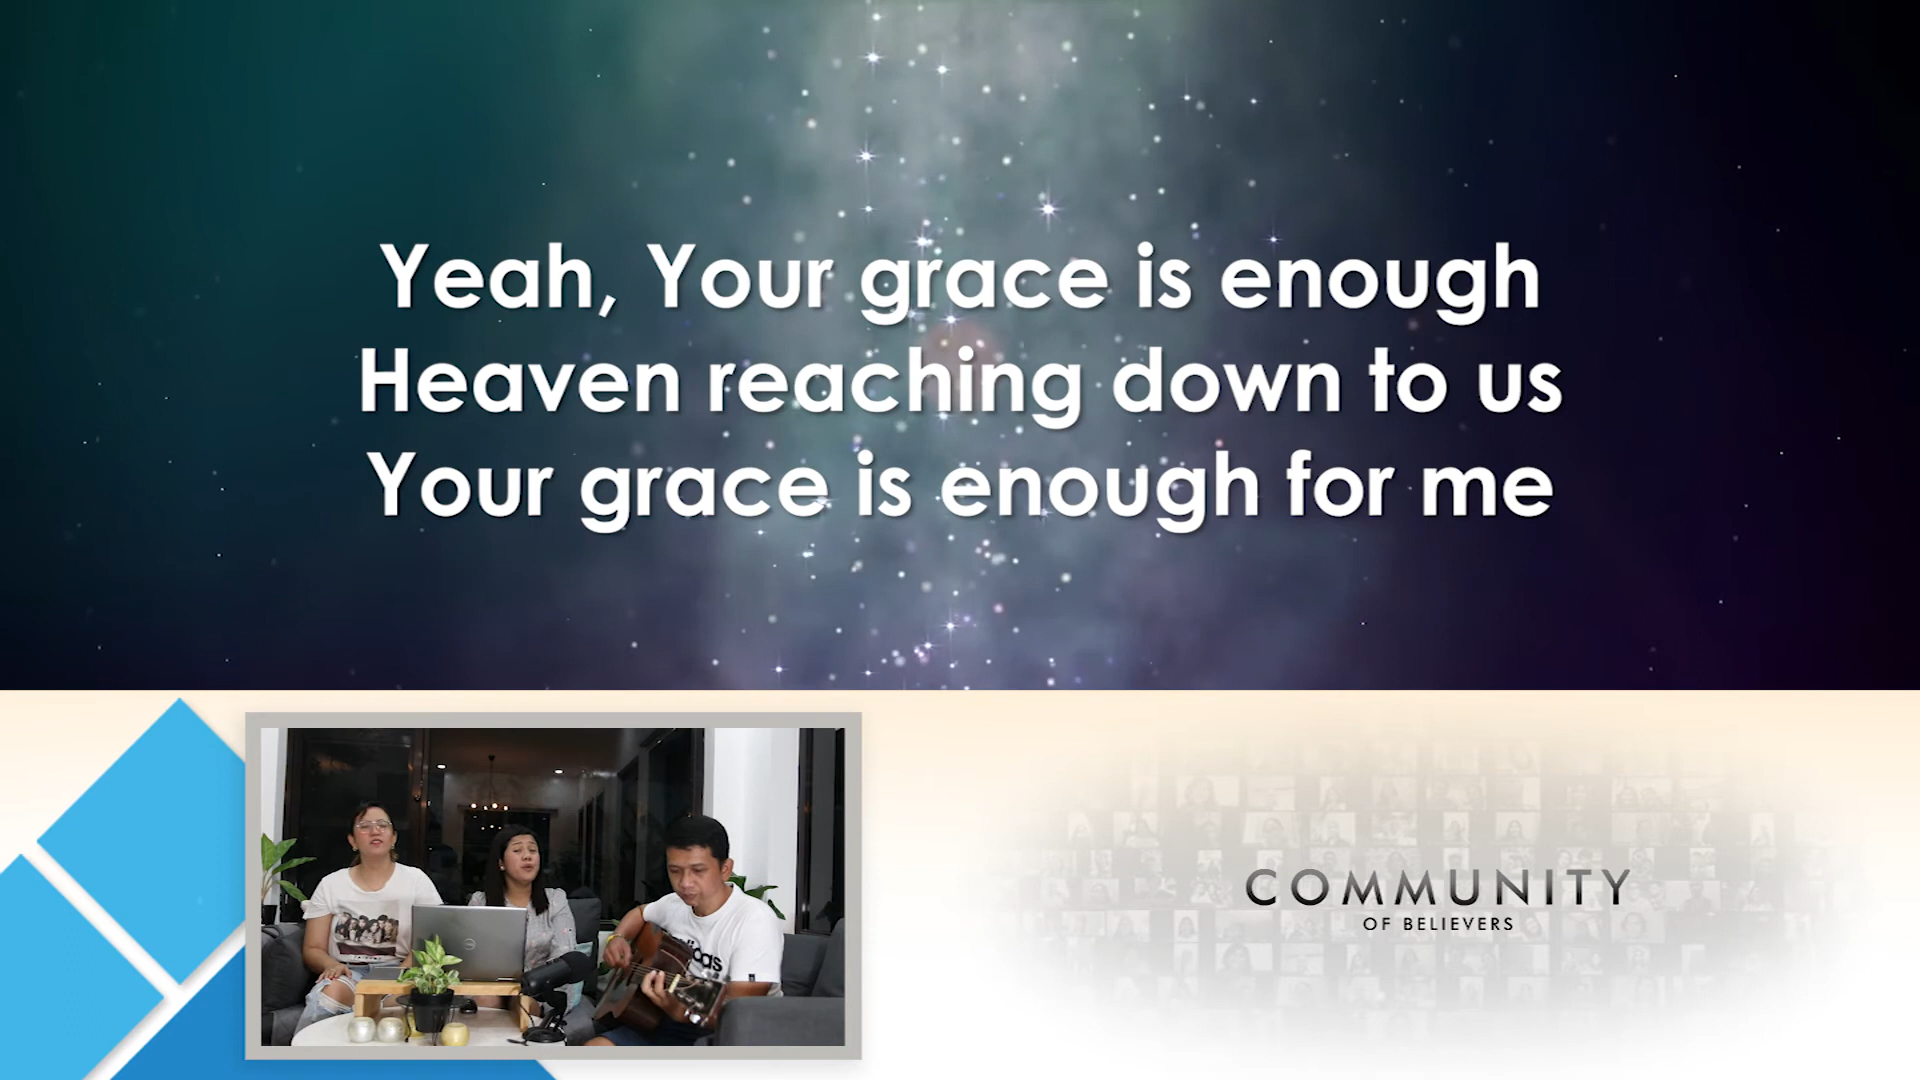 Yeah, Your grace is enough
Heaven reaching down to us
Your grace is enough for me
COMMUNITY
OF BELIEVERS